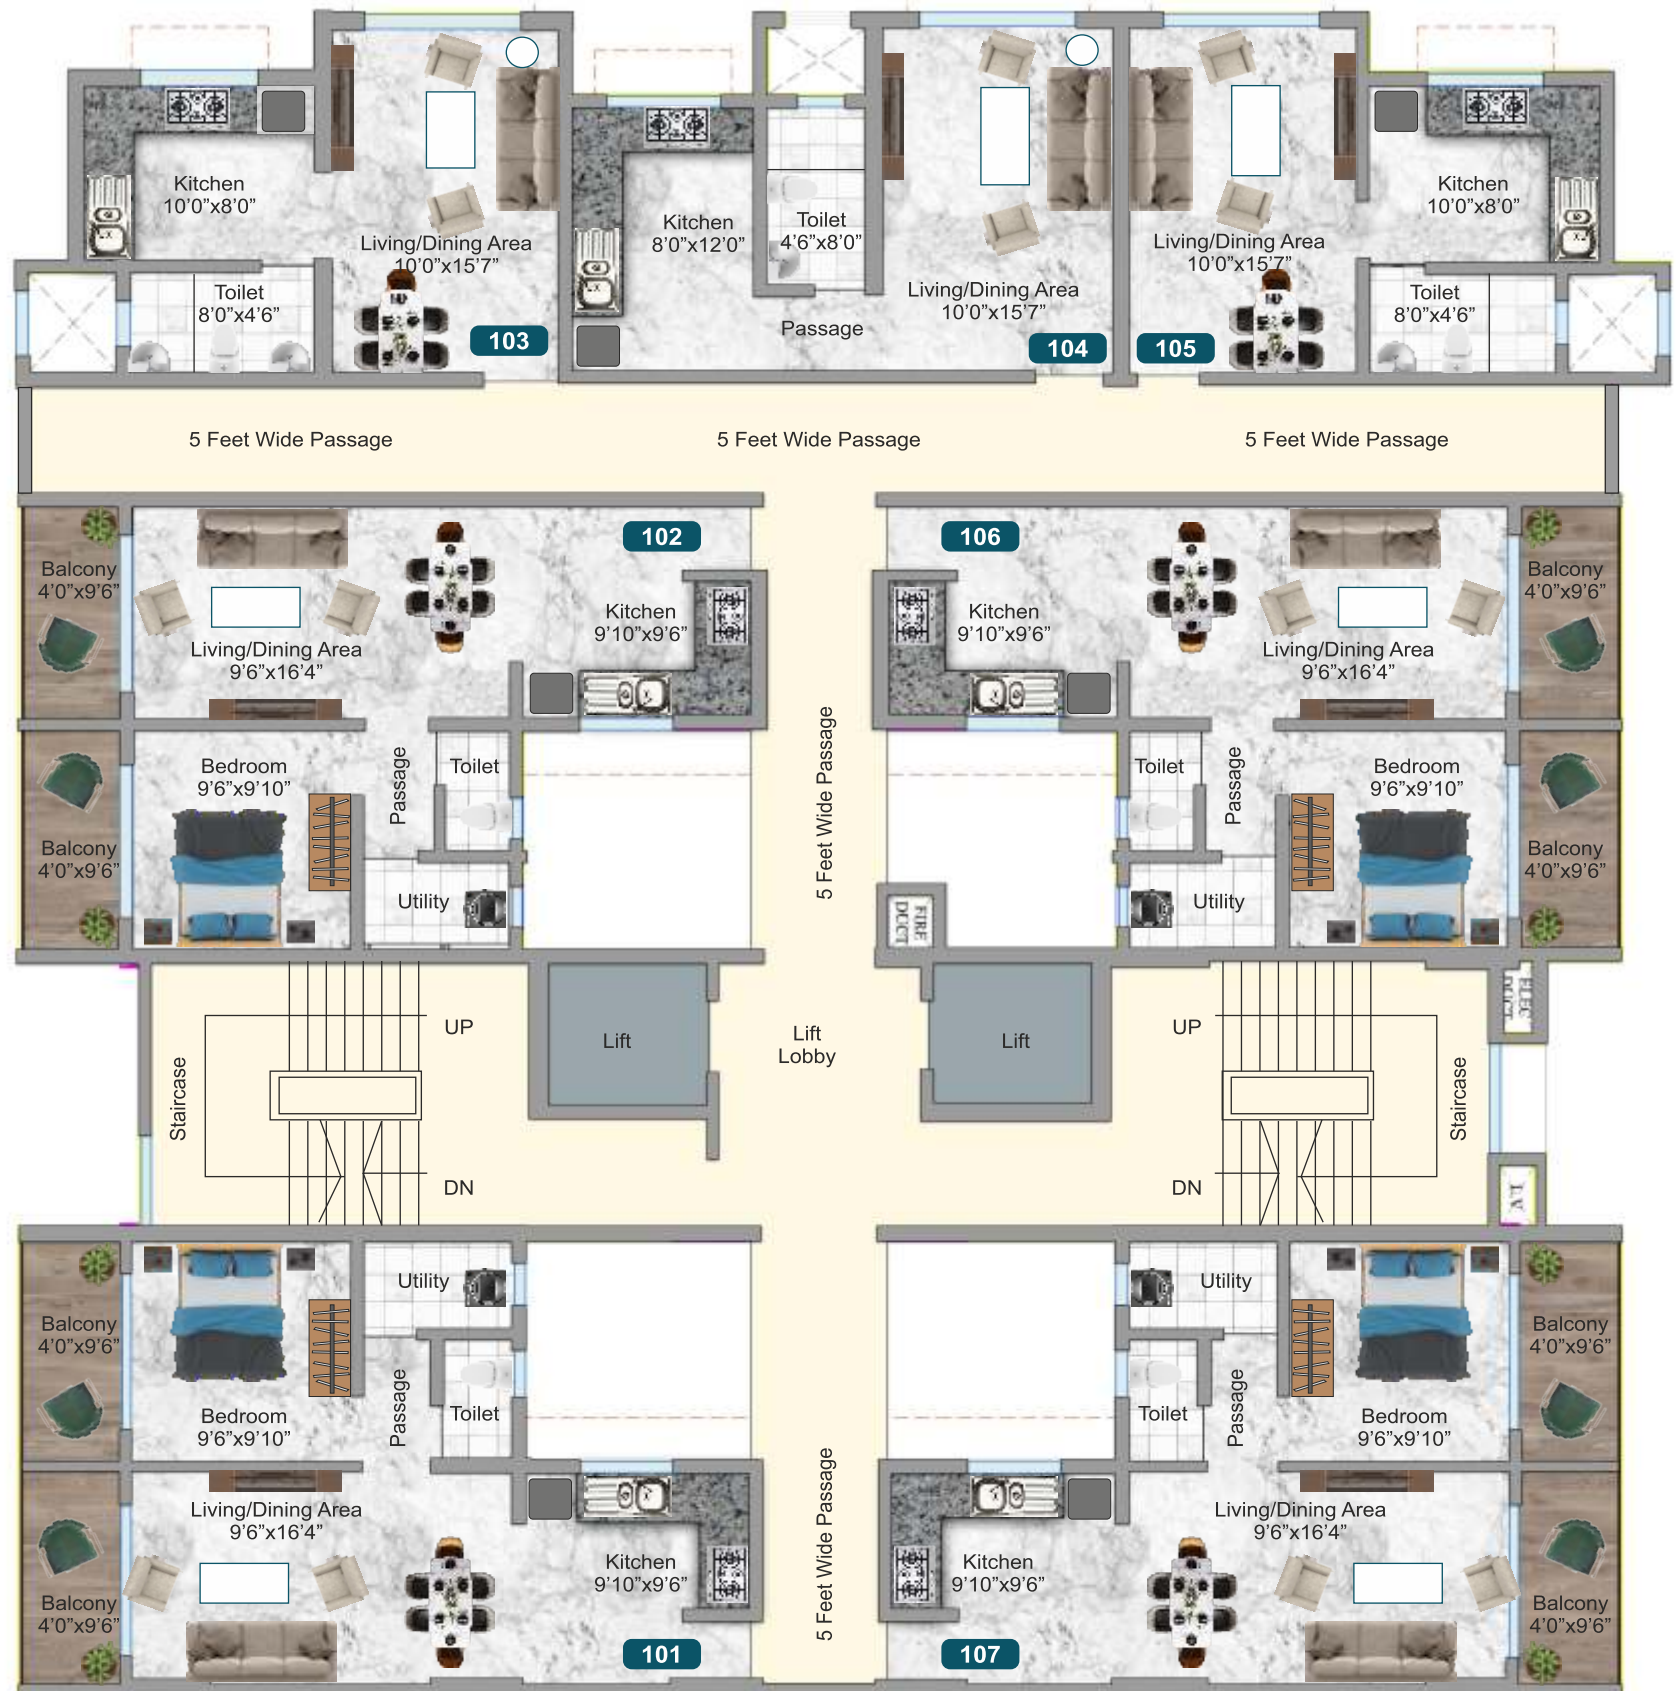 Kitchen
10'0”x8'0”
Living/Dining Area
10'0”x15'7”
Toilet
8'0”x4'6”
103
Kitchen
8'0”x12'0”
Toilet
4'6”x8'0”
Passage
Living/Dining Area
10'0”x15'7”
104
Living/Dining Area
10'0”x15'7”
105
Kitchen
10'0”x8'0”
Toilet
8'0”x4'6”
5 Feet Wide Passage
5 Feet Wide Passage
5 Feet Wide Passage
102
Balcony
4'0”x9'6”
Living/Dining Area
9'6”x16'4”
Kitchen
9'10”x9'6”
106
Kitchen
9'10”x9'6”
Living/Dining Area
9'6”x16'4”
Balcony
4'0”x9'6”
Bedroom
9'6”x9'10”
Passage
Toilet
Balcony
4'0”x9'6”
Utility
5 Feet Wide Passage
Toilet
Passage
Bedroom
9'6”x9'10”
Balcony
4'0”x9'6”
Utility
FIRE
DUCT
ELEC
DUCT
UP
Staircase
DN
Lift
Lift
Lobby
Lift
UP
Staircase
DN
L.V
Utility
Balcony
4'0”x9'6”
Passage
Toilet
Bedroom
9'6”x9'10”
Utility
Balcony
4'0”x9'6”
Toilet
Passage
Bedroom
9'6”x9'10”
Living/Dining Area
9'6”x16'4”
Kitchen
9'10”x9'6”
Balcony
4'0”x9'6”
101
5 Feet Wide Passage
Kitchen
9'10”x9'6”
Living/Dining Area
9'6”x16'4”
Balcony
4'0”x9'6”
107